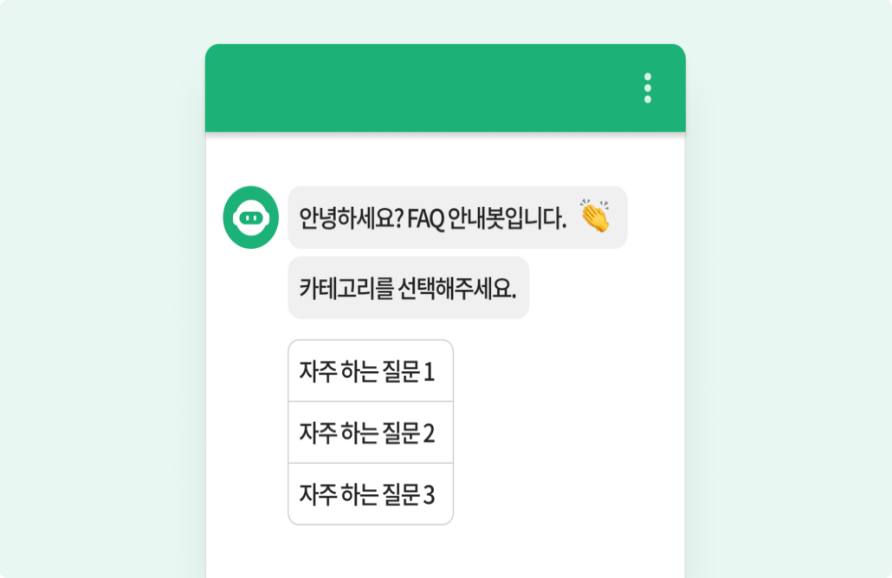 안녕하세요? FAQ 안내봇입니다. 👏
카테고리를 선택해주세요.
자주 하는 질문 1
자주 하는 질문 2
자주 하는 질문 3